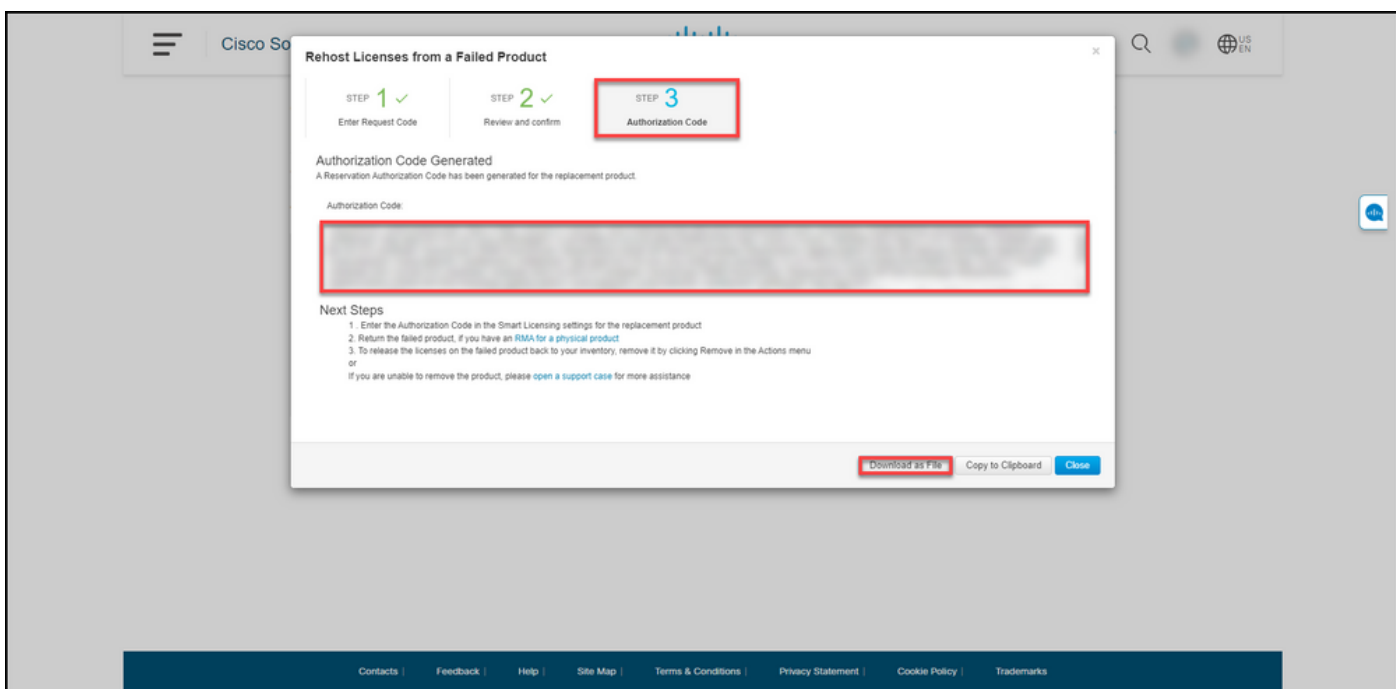 Cisco So
US
EN
Rehost Licenses from a Failed Product
×
STEP 1 ✓
Enter Request Code
STEP 2 ✓
Review and confirm
STEP 3
Authorization Code
Authorization Code Generated
A Reservation Authorization Code has been generated for the replacement product.
Authorization Code:
Next Steps
1 . Enter the Authorization Code in the Smart Licensing settings for the replacement product
2. Return the failed product, if you have an RMA for a physical product
3. To release the licenses on the failed product back to your inventory, remove it by clicking Remove in the Actions menu
or
If you are unable to remove the product, please open a support case for more assistance
Download as File Copy to Clipboard Close
Contacts | Feedback | Help | Site Map | Terms & Conditions | Privacy Statement | Cookie Policy | Trademarks